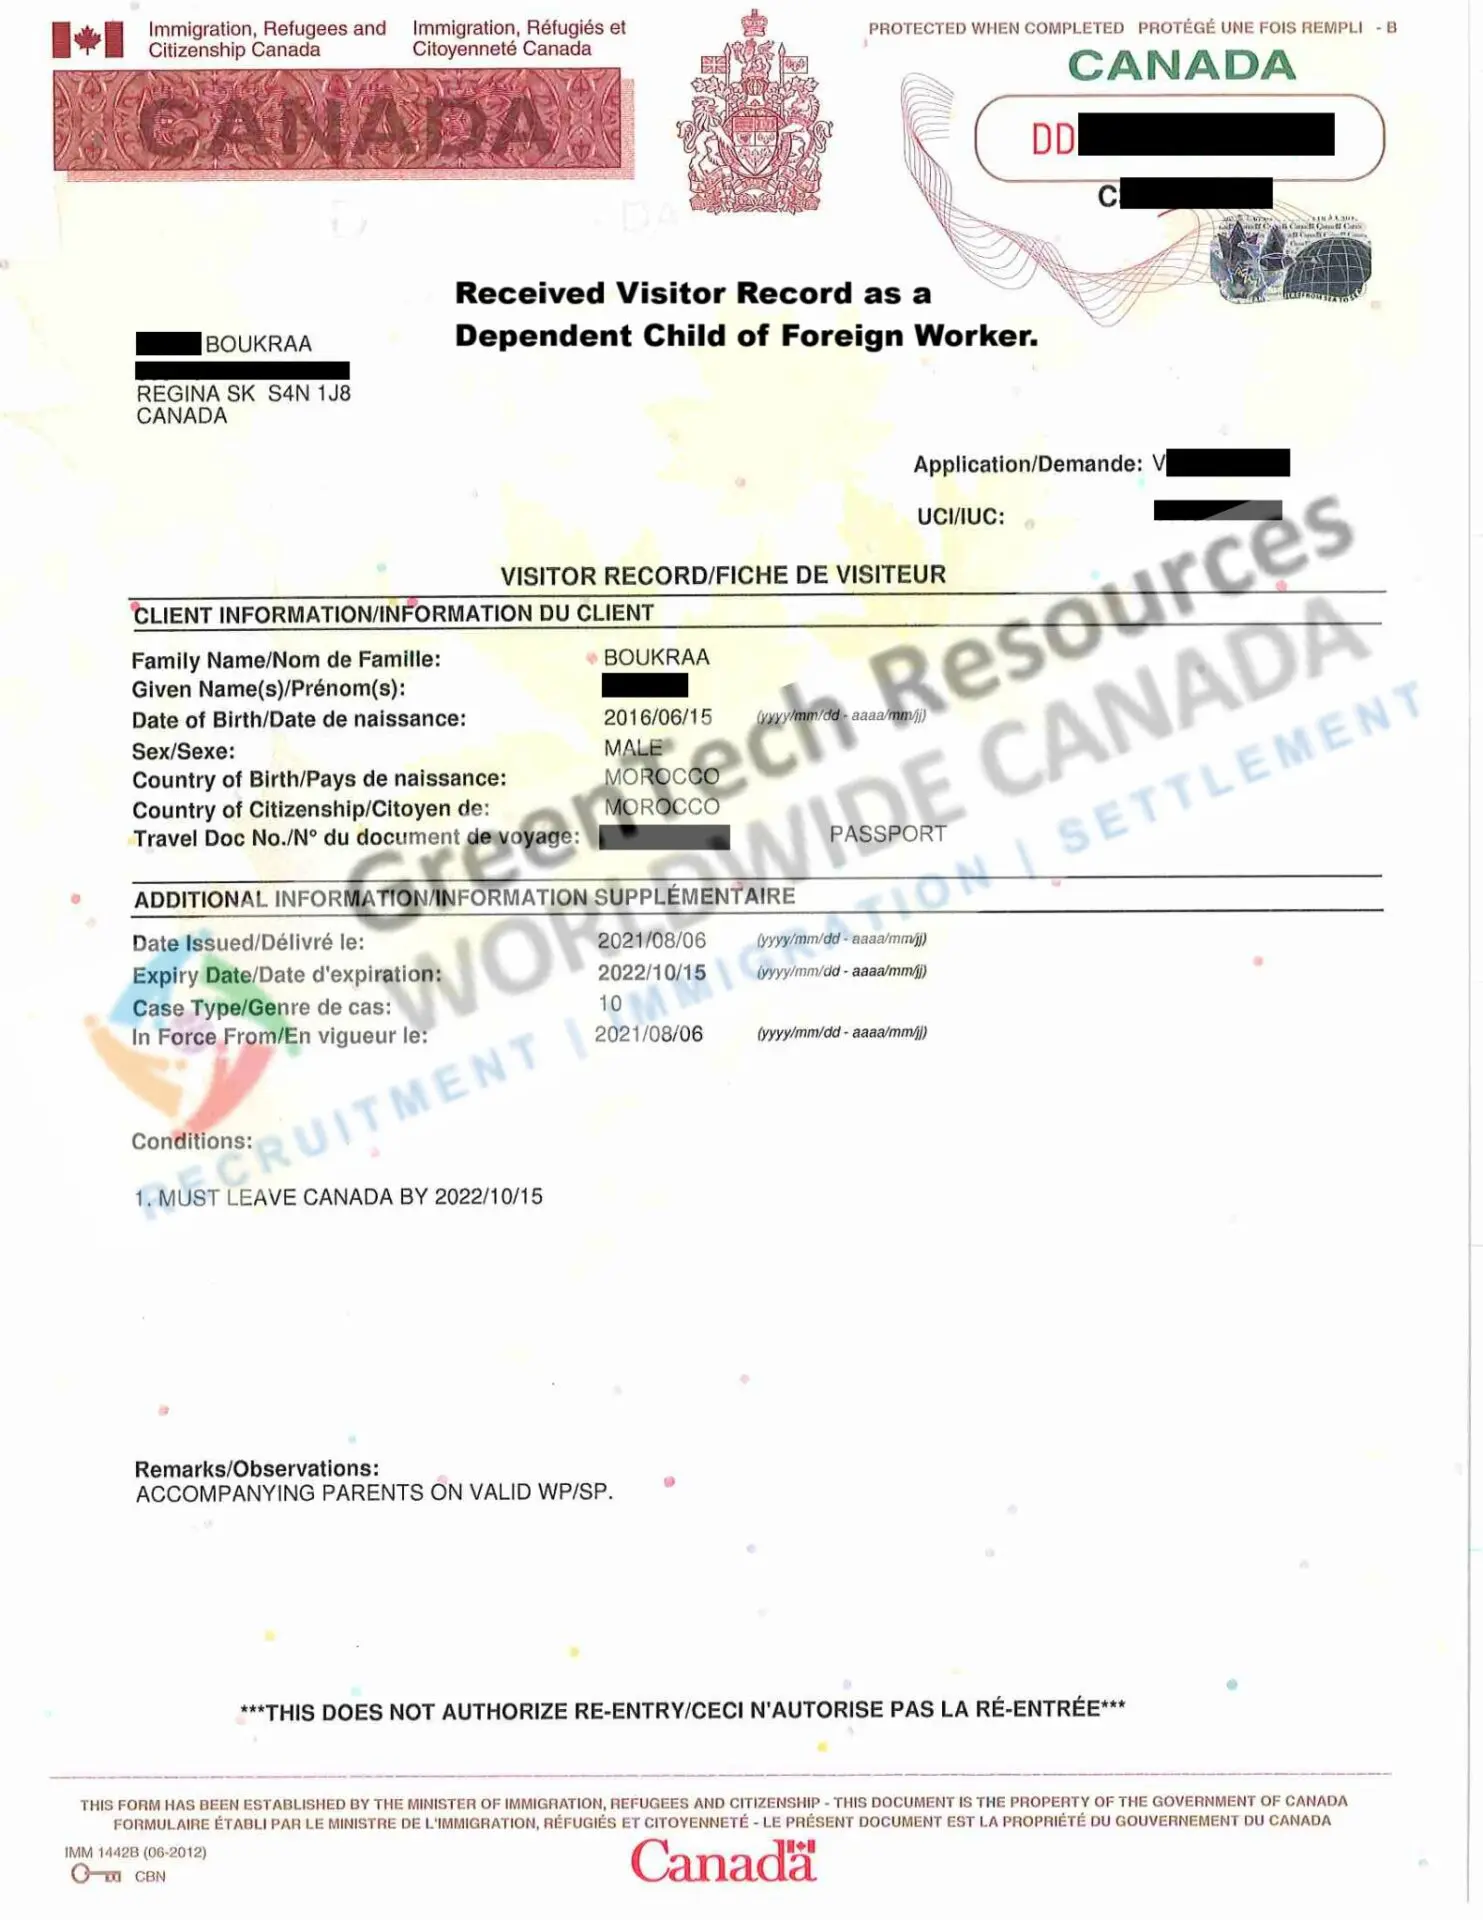 Immigration, Refugees and Citizenship Canada
Immigration, Réfugiés et Citoyenneté Canada
PROTECTED WHEN COMPLETED PROTÉGÉ UNE FOIS REMPLI - B
CANADA
CANADA
DD
C
Received Visitor Record as a
Dependent Child of Foreign Worker.
BOUKRAA
REGINA SK S4N 1J8
CANADA
Application/Demande: V
UCI/IUC:
VISITOR RECORD/FICHE DE VISITEUR
CLIENT INFORMATION/INFORMATION DU CLIENT
Family Name/Nom de Famille: BOUKRAA
Given Name(s)/Prénom(s):
Date of Birth/Date de naissance: 2016/06/15 (yyyy/mm/dd - aaaa/mm/jj)
Sex/Sexe: MALE
Country of Birth/Pays de naissance: MOROCCO
Country of Citizenship/Citoyen de: MOROCCO
Travel Doc No./N° du document de voyage: PASSPORT
ADDITIONAL INFORMATION/INFORMATION SUPPLÉMENTAIRE
Date Issued/Délivré le: 2021/08/06 (yyyy/mm/dd - aaaa/mm/jj)
Expiry Date/Date d'expiration: 2022/10/15 (yyyy/mm/dd - aaaa/mm/jj)
Case Type/Genre de cas: 10
In Force From/En vigueur le: 2021/08/06 (yyyy/mm/dd - aaaa/mm/jj)
GreenTech Resources
WORLDWIDE CANADA
RECRUITMENT | IMMIGRATION | SETTLEMENT
Conditions:
1. MUST LEAVE CANADA BY 2022/10/15
Remarks/Observations:
ACCOMPANYING PARENTS ON VALID WP/SP.
***THIS DOES NOT AUTHORIZE RE-ENTRY/CECI N'AUTORISE PAS LA RÉ-ENTRÉE***
THIS FORM HAS BEEN ESTABLISHED BY THE MINISTER OF IMMIGRATION, REFUGEES AND CITIZENSHIP - THIS DOCUMENT IS THE PROPERTY OF THE GOVERNMENT OF CANADA
FORMULAIRE ÉTABLI PAR LE MINISTRE DE L'IMMIGRATION, RÉFUGIÉS ET CITOYENNETÉ - LE PRÉSENT DOCUMENT EST LA PROPRIÉTÉ DU GOUVERNEMENT DU CANADA
IMM 1442B (06-2012)
CBN
Canada